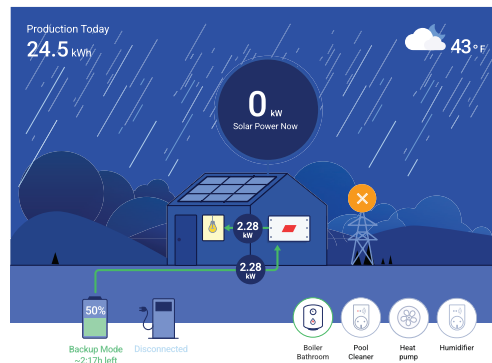 Production Today
24.5 kWh
43° F
0 kW
Solar Power Now
2.28
kW
2.28
kW
50%
Backup Mode
~2:17h left
Disconnected
Boiler
Bathroom
Pool
Cleaner
Heat
pump
Humidifier